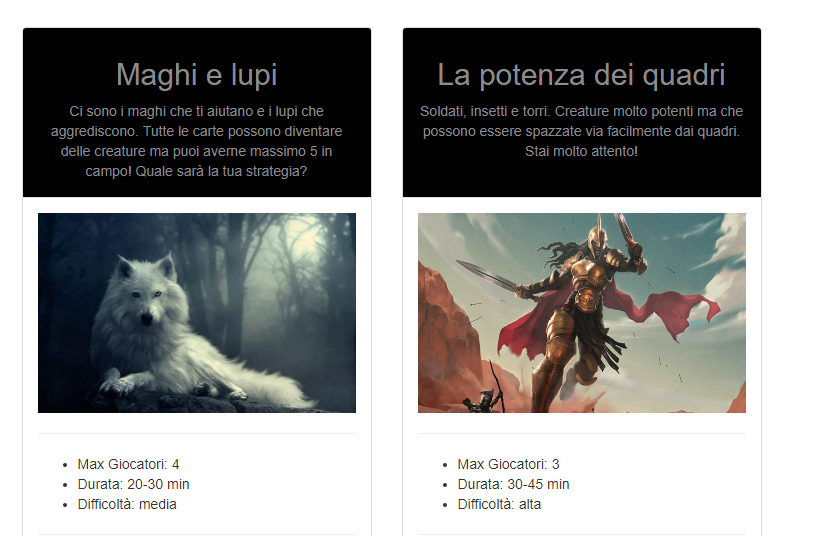 Maghi e lupi
Ci sono i maghi che ti aiutano e i lupi che
aggrediscono. Tutte le carte possono diventare
delle creature ma puoi averne massimo 5 in
campo! Quale sarà la tua strategia?
Max Giocatori: 4
Durata: 20-30 min
Difficoltà: media
La potenza dei quadri
Soldati, insetti e torri. Creature molto potenti ma che
possono essere spazzate via facilmente dai quadri.
Stai molto attento!
Max Giocatori: 3
Durata: 30-45 min
Difficoltà: alta